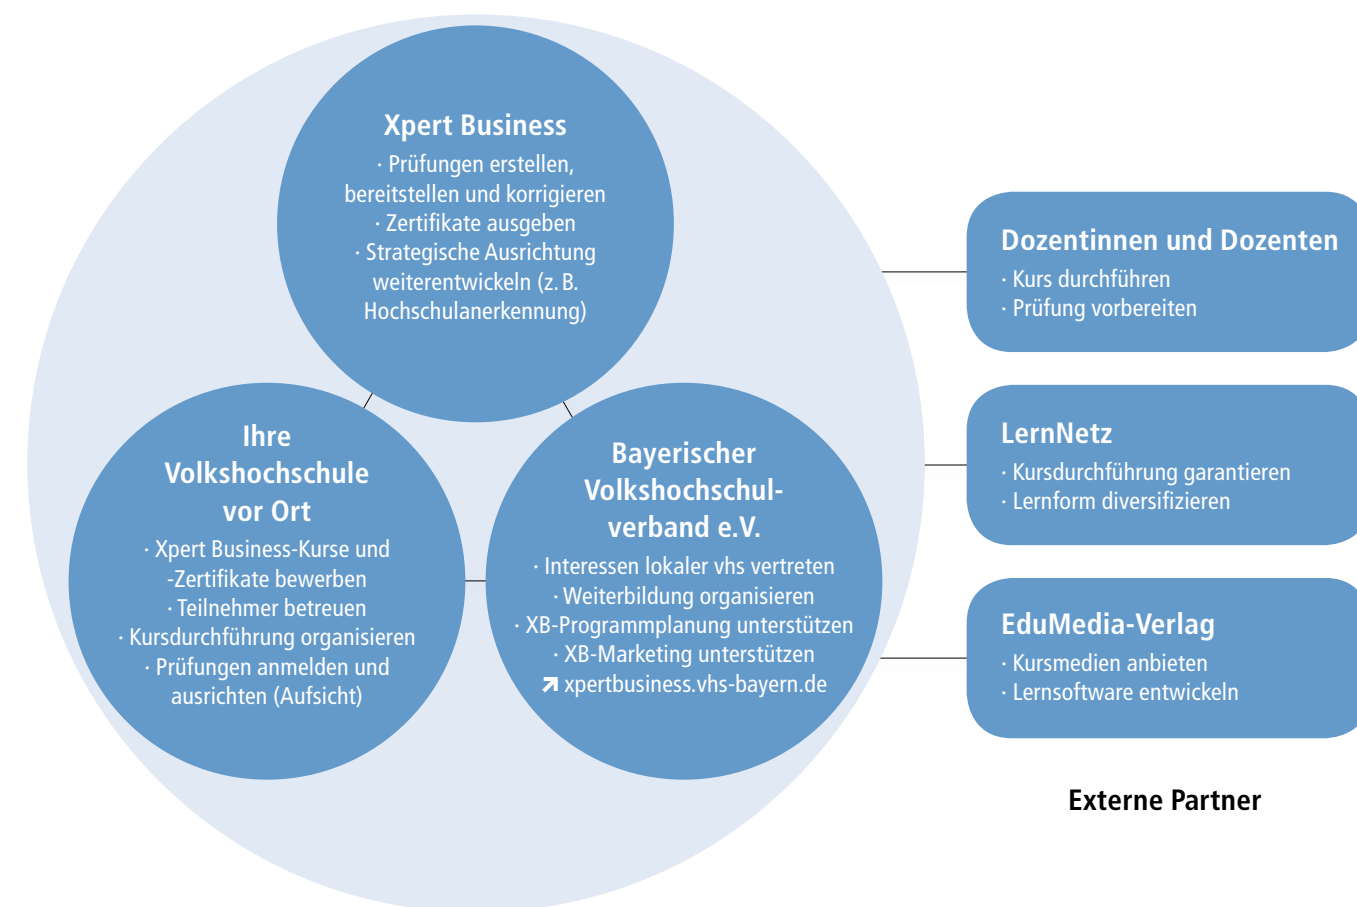 Xpert Business
· Prüfungen erstellen,
bereitstellen und korrigieren
· Zertifikate ausgeben
· Strategische Ausrichtung
weiterentwickeln (z. B.
Hochschulanerkennung)
Ihre
Volkshochschule
vor Ort
· Xpert Business-Kurse und
-Zertifikate bewerben
· Teilnehmer betreuen
· Kursdurchführung organisieren
· Prüfungen anmelden und
ausrichten (Aufsicht)
Bayerischer
Volkshochschul-
verband e.V.
· Interessen lokaler vhs vertreten
· Weiterbildung organisieren
· XB-Programmplanung unterstützen
· XB-Marketing unterstützen
↗ xpertbusiness.vhs-bayern.de
Dozentinnen und Dozenten
· Kurs durchführen
· Prüfung vorbereiten
LernNetz
· Kursdurchführung garantieren
· Lernform diversifizieren
EduMedia-Verlag
· Kursmedien anbieten
· Lernsoftware entwickeln
Externe Partner